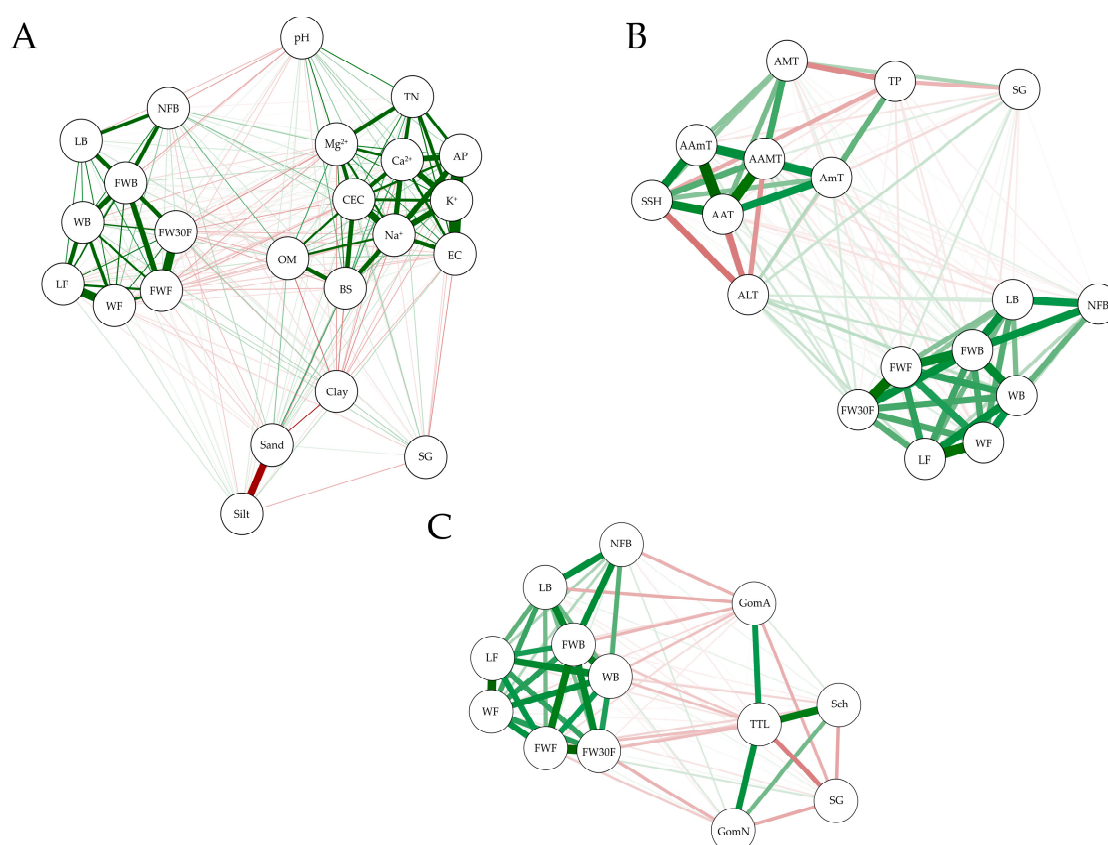 A
pH
NFB
TN
LB
Mg²⁺
Ca²⁺
AP
FWB
CEC
K⁺
WB
FW30F
Na⁺
OM
EC
LF
WF
FWF
BS
Clay
Sand
SG
Silt
B
AMT
TP
SG
AAmT
AAMT
AmT
SSH
AAT
ALT
LB
NFB
FWB
FWF
WB
FW30F
WF
LF
C
NFB
LB
GomA
FWB
LF
WB
Sch
WF
TTL
FWF
FW30F
SG
GomN